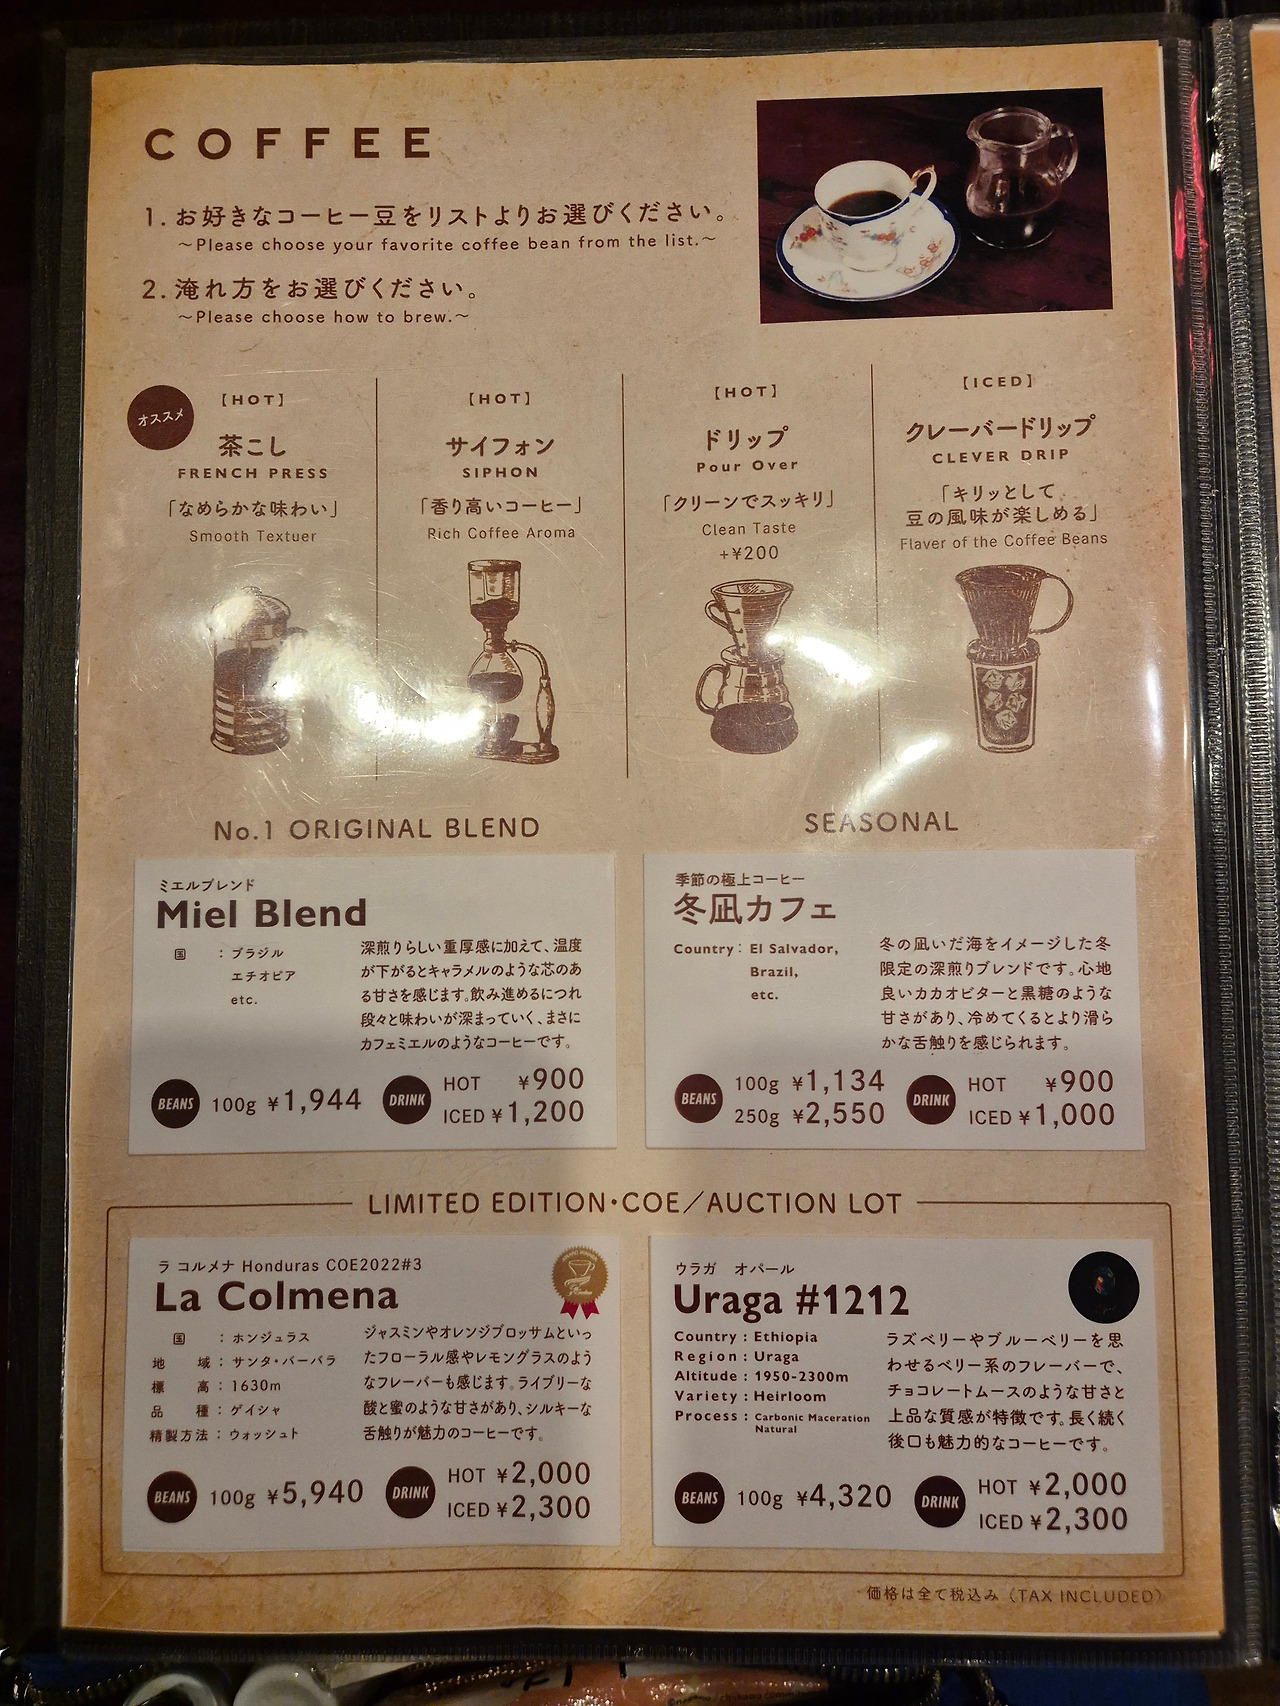 COFFEE
1. お好きなコーヒー豆をリストよりお選びください。
～Please choose your favorite coffee bean from the list.～
2. 淹れ方をお選びください。
～Please choose how to brew.～
オススメ
【HOT】
茶こし
FRENCH PRESS
「なめらかな味わい」
Smooth Textuer
【HOT】
サイフォン
SIPHON
「香り高いコーヒー」
Rich Coffee Aroma
【HOT】
ドリップ
Pour Over
「クリーンでスッキリ」
Clean Taste
+¥200
【ICED】
クレーバードリップ
CLEVER DRIP
「キリッとして
豆の風味が楽しめる」
Flaver of the Coffee Beans
No.1 ORIGINAL BLEND
ミエルブレンド
Miel Blend
国 : ブラジル
エチオピア
etc.
深煎りらしい重厚感に加えて、温度
が下がるとキャラメルのような芯のあ
る甘さを感じます。飲み進めるにつれ
段々と味わいが深まっていく、まさに
カフェミエルのようなコーヒーです。
BEANS 100g ¥1,944
DRINK HOT ¥900
ICED ¥1,200
SEASONAL
季節の極上コーヒー
冬凪カフェ
Country: El Salvador,
Brazil,
etc.
冬の凪いだ海をイメージした冬
限定の深煎りブレンドです。心地
良いカカオビターと黒糖のような
甘さがあり、冷めてくるとより滑ら
かな舌触りを感じられます。
BEANS 100g ¥1,134
250g ¥2,550
DRINK HOT ¥900
ICED ¥1,000
LIMITED EDITION・COE／AUCTION LOT
ラ コルメナ Honduras COE2022#3
La Colmena
国 : ホンジュラス
地 域 : サンタ・バーバラ
標 高 : 1630m
品 種 : ゲイシャ
精製方法 : ウォッシュト
ジャスミンやオレンジブロッサムといっ
たフローラル感やレモングラスのよう
なフレーバーも感じます。ライブリーな
酸と蜜のような甘さがあり、シルキーな
舌触りが魅力のコーヒーです。
BEANS 100g ¥5,940
DRINK HOT ¥2,000
ICED ¥2,300
ウラガ オパール
Uraga #1212
Country : Ethiopia
Region : Uraga
Altitude : 1950-2300m
Variety : Heirloom
Process : Carbonic Maceration
Natural
ラズベリーやブルーベリーを思
わせるベリー系のフレーバーで、
チョコレートムースのような甘さと
上品な質感が特徴です。長く続く
後口も魅力的なコーヒーです。
BEANS 100g ¥4,320
DRINK HOT ¥2,000
ICED ¥2,300
価格は全て税込み（TAX INCLUDED）